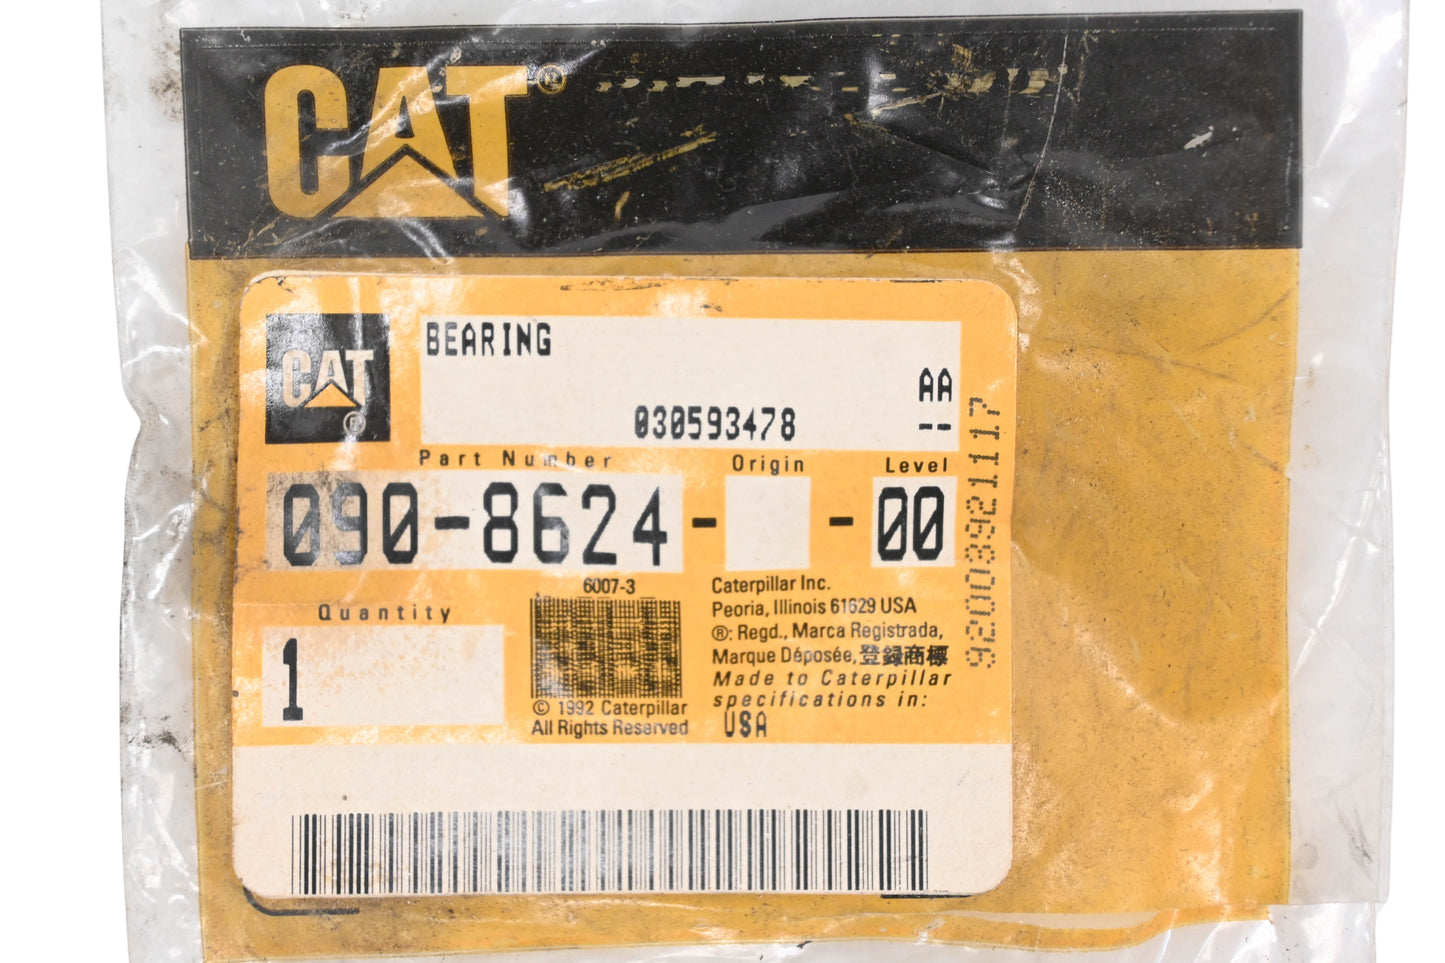 CAT®
CAT®
BEARING
AA
030593478 --
Part Number Origin Level
090-8624- -00
6007-3
Quantity
1
© 1992 Caterpillar
All Rights Reserved
Caterpillar Inc.
Peoria, Illinois 61629 USA
®: Regd., Marca Registrada,
Marque Déposée, 登録商標
Made to Caterpillar
specifications in:
USA